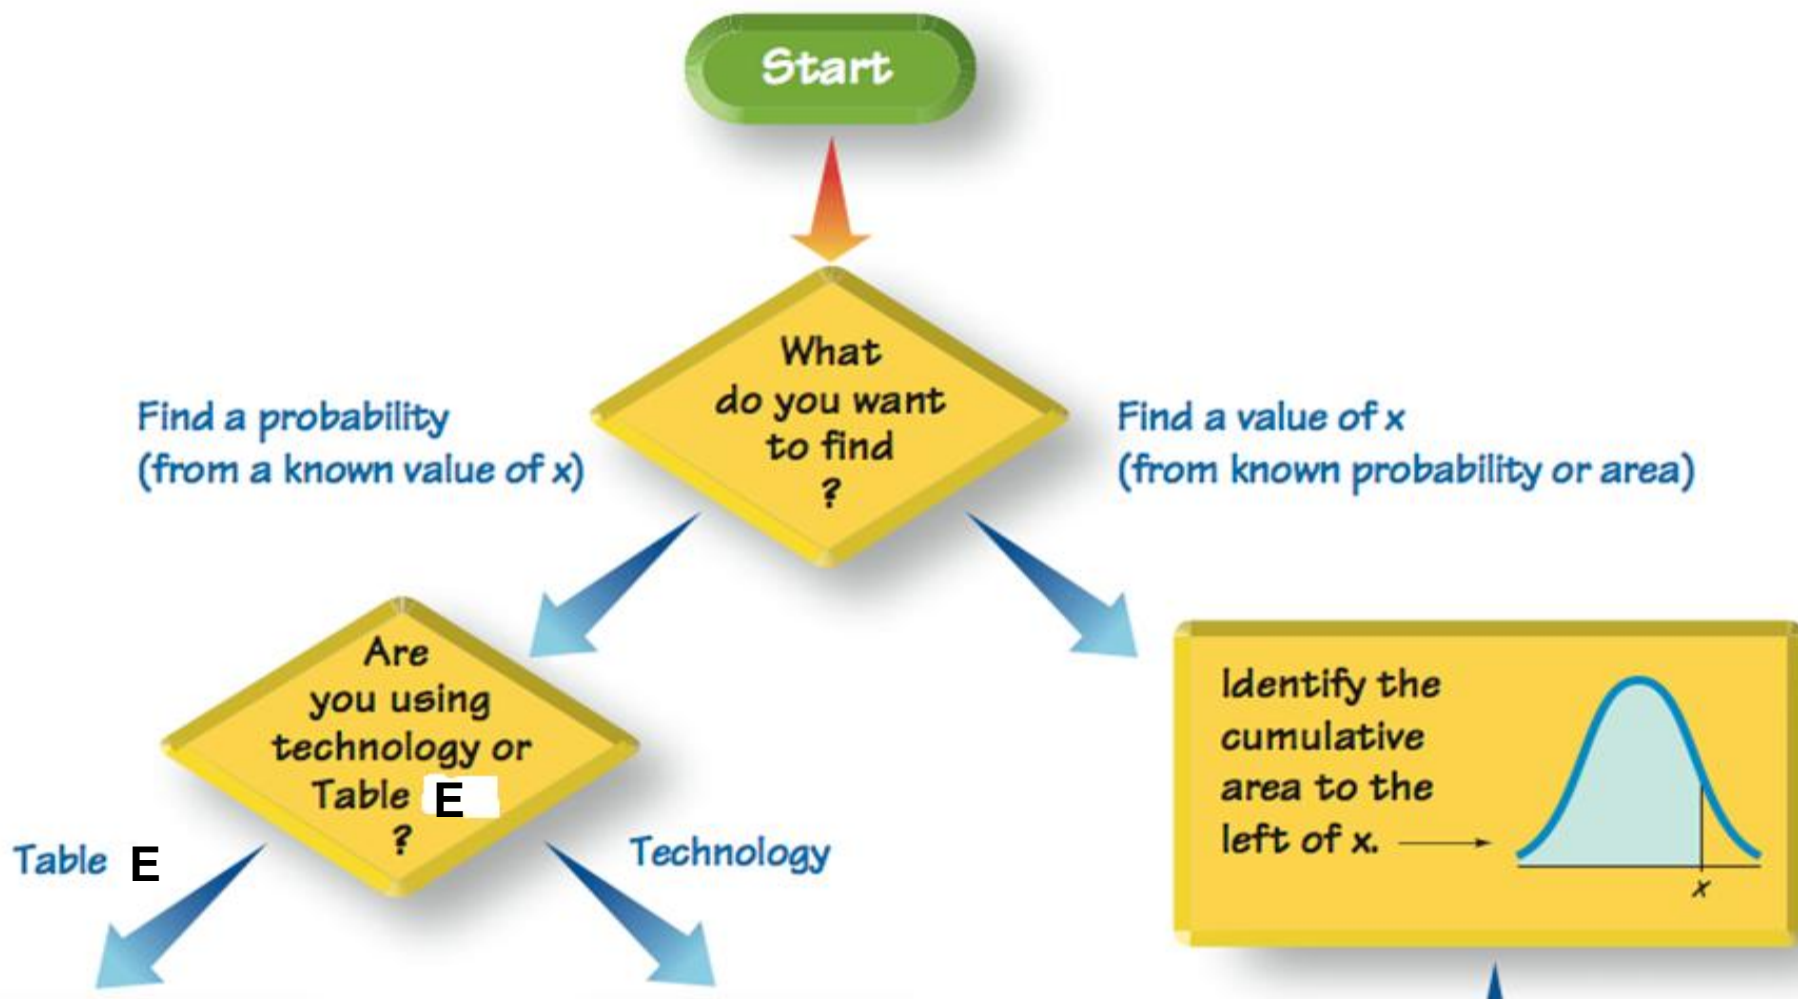 Start
What
do you want
to find
?
Find a probability
(from a known value of x)
Find a value of x
(from known probability or area)
Are
you using
technology or
Table E
?
Table E
Technology
Identify the
cumulative
area to the
left of x.
x